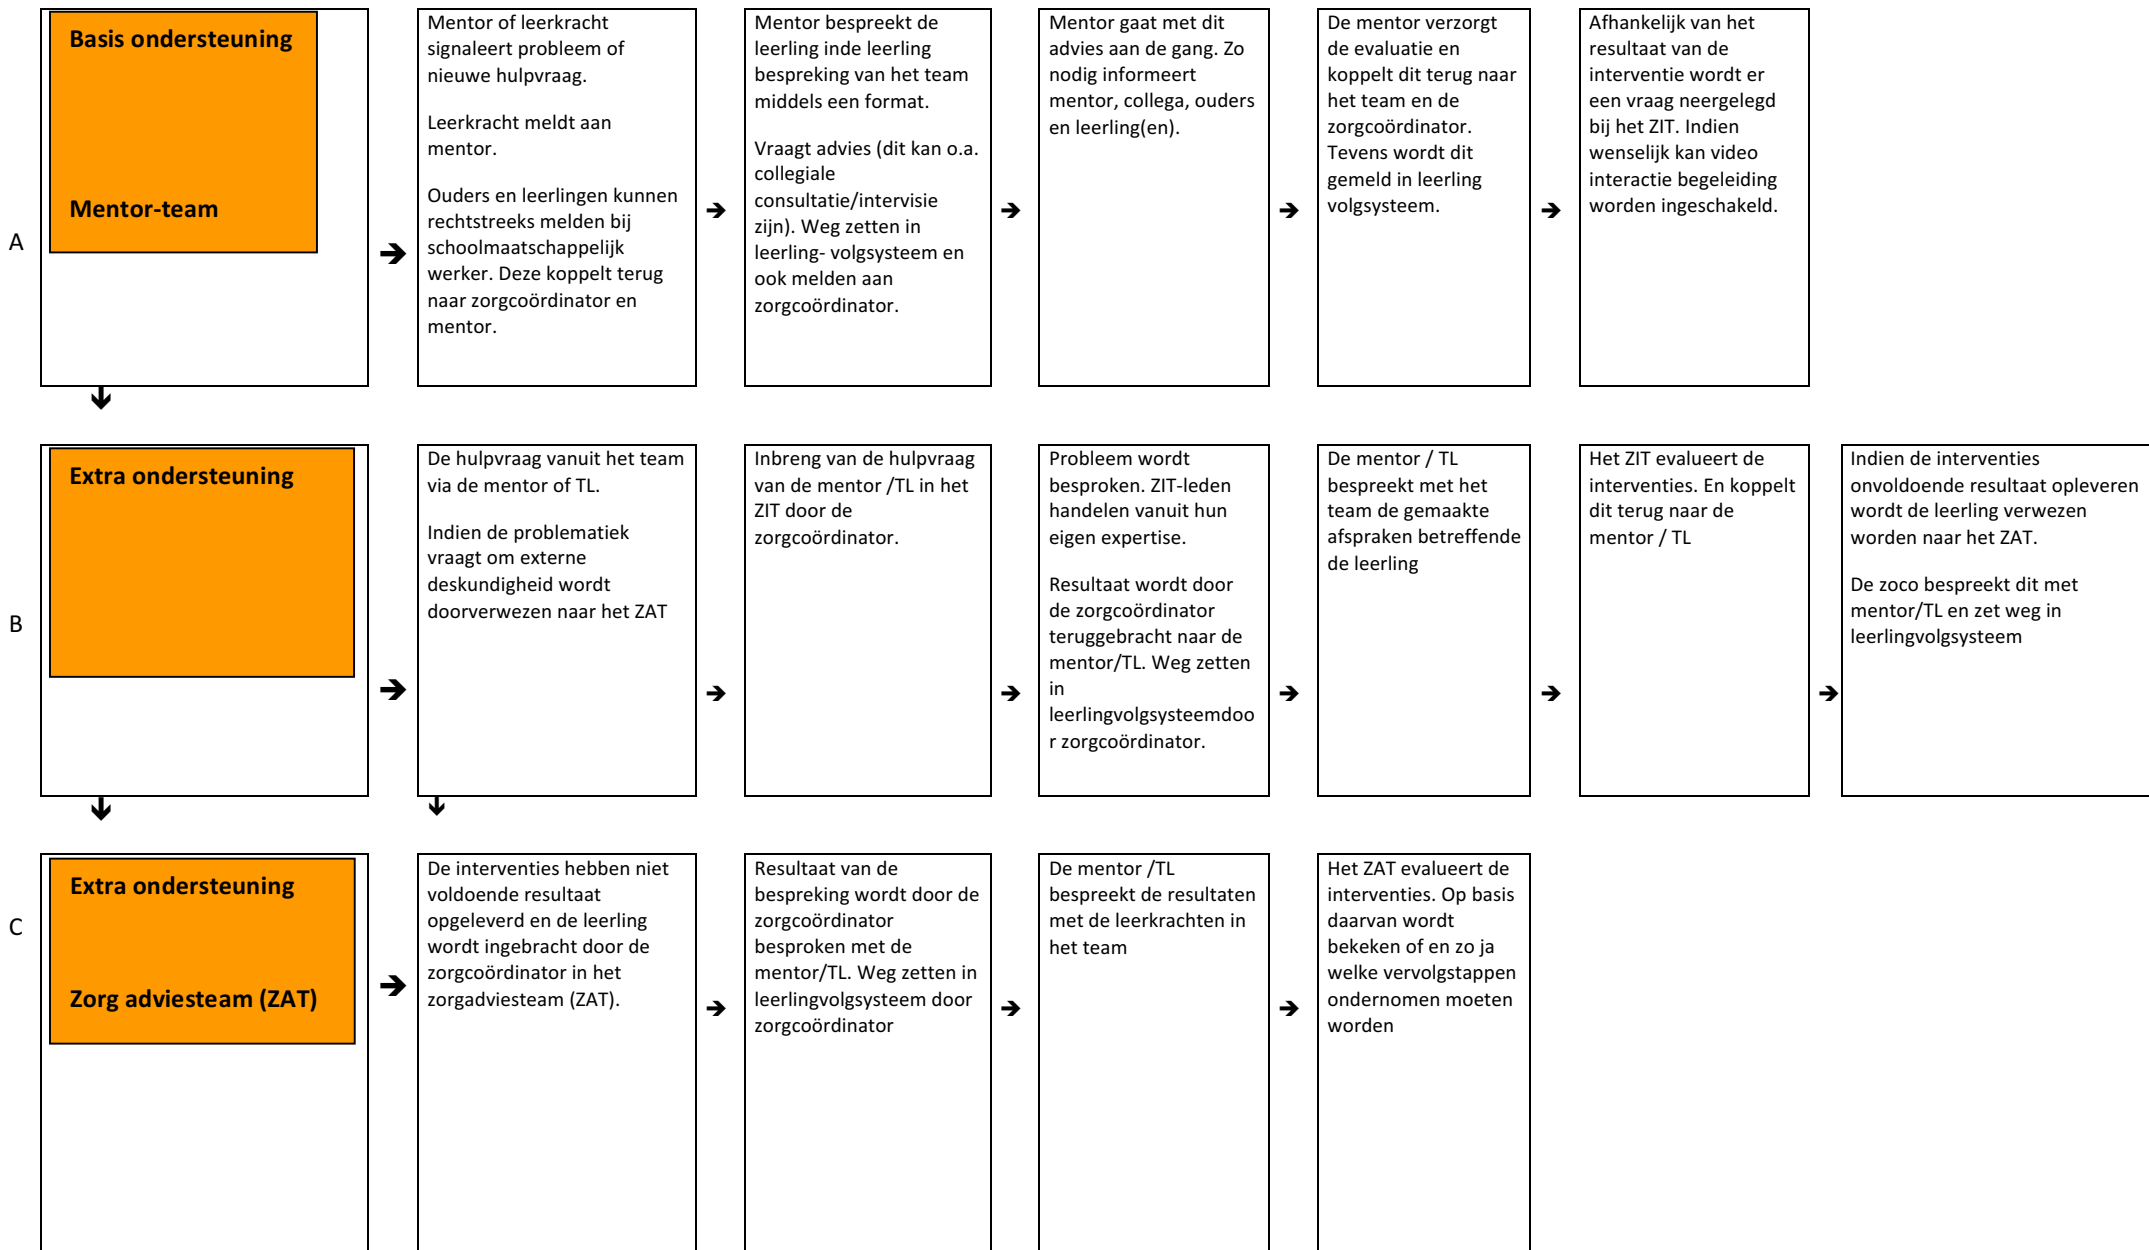 A
Basis ondersteuning
Mentor-team
Mentor of leerkracht
signaleert probleem of
nieuwe hulpvraag.
Leerkracht meldt aan
mentor.
Ouders en leerlingen kunnen
rechtstreeks melden bij
schoolmaatschappelijk
werker. Deze koppelt terug
naar zorgcoördinator en
mentor.
Mentor bespreekt de
leerling inde leerling
bespreking van het team
middels een format.
Vraagt advies (dit kan o.a.
collegiale
consultatie/intervisie
zijn). Weg zetten in
leerling- volgsysteem en
ook melden aan
zorgcoördinator.
Mentor gaat met dit
advies aan de gang. Zo
nodig informeert
mentor, collega, ouders
en leerling(en).
De mentor verzorgt
de evaluatie en
koppelt dit terug naar
het team en de
zorgcoördinator.
Tevens wordt dit
gemeld in leerling
volgsysteem.
Afhankelijk van het
resultaat van de
interventie wordt er
een vraag neergelegd
bij het ZIT. Indien
wenselijk kan video
interactie begeleiding
worden ingeschakeld.
B
Extra ondersteuning
De hulpvraag vanuit het team
via de mentor of TL.
Indien de problematiek
vraagt om externe
deskundigheid wordt
doorverwezen naar het ZAT
Inbreng van de hulpvraag
van de mentor /TL in het
ZIT door de
zorgcoördinator.
Probleem wordt
besproken. ZIT-leden
handelen vanuit hun
eigen expertise.
Resultaat wordt door
de zorgcoördinator
teruggebracht naar de
mentor/TL. Weg zetten
in
leerlingvolgsysteemdoo
r zorgcoördinator.
De mentor / TL
bespreekt met het
team de gemaakte
afspraken betreffende
de leerling
Het ZIT evalueert de
interventies. En koppelt
dit terug naar de
mentor / TL
Indien de interventies
onvoldoende resultaat opleveren
wordt de leerling verwezen
worden naar het ZAT.
De zoco bespreekt dit met
mentor/TL en zet weg in
leerlingvolgsysteem
C
Extra ondersteuning
Zorg adviesteam (ZAT)
De interventies hebben niet
voldoende resultaat
opgeleverd en de leerling
wordt ingebracht door de
zorgcoördinator in het
zorgadviesteam (ZAT).
Resultaat van de
bespreking wordt door de
zorgcoördinator
besproken met de
mentor/TL. Weg zetten in
leerlingvolgsysteem door
zorgcoördinator
De mentor /TL
bespreekt de resultaten
met de leerkrachten in
het team
Het ZAT evalueert de
interventies. Op basis
daarvan wordt
bekeken of en zo ja
welke vervolgstappen
ondernomen moeten
worden